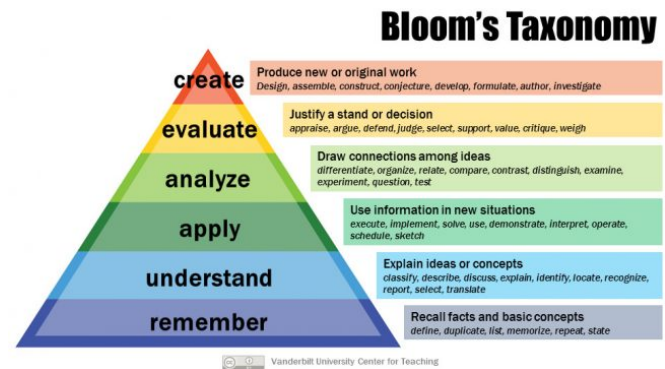 Bloom's Taxonomy
create
Produce new or original work
Design, assemble, construct, conjecture, develop, formulate, author, investigate
evaluate
Justify a stand or decision
appraise, argue, defend, judge, select, support, value, critique, weigh
analyze
Draw connections among ideas
differentiate, organize, relate, compare, contrast, distinguish, examine,
experiment, question, test
apply
Use information in new situations
execute, implement, solve, use, demonstrate, interpret, operate,
schedule, sketch
understand
Explain ideas or concepts
classify, describe, discuss, explain, identify, locate, recognize,
report, select, translate
remember
Recall facts and basic concepts
define, duplicate, list, memorize, repeat, state
cc
Vanderbilt University Center for Teaching